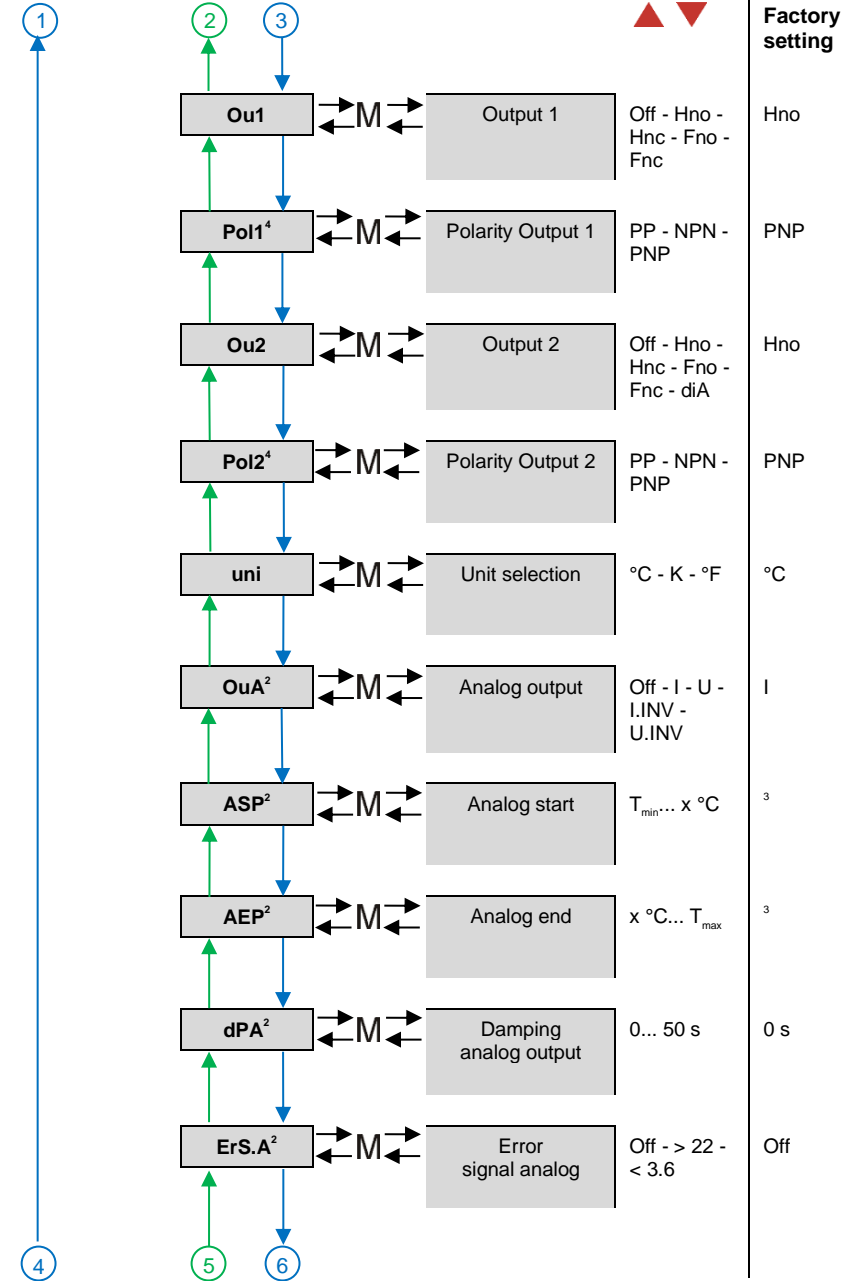 1 2 3 Factory
setting
Ou1 M Output 1 Off - Hno - Hno
Hnc - Fno -
Fnc
Pol1⁴ M Polarity Output 1 PP - NPN - PNP
PNP
Ou2 M Output 2 Off - Hno - Hno
Hnc - Fno -
Fnc - diA
Pol2⁴ M Polarity Output 2 PP - NPN - PNP
PNP
uni M Unit selection °C - K - °F °C
OuA² M Analog output Off - I - U - I
I.INV -
U.INV
ASP² M Analog start Tmin... x °C ³
AEP² M Analog end x °C... Tmax ³
dPA² M Damping 0... 50 s 0 s
analog output
ErS.A² M Error Off - > 22 - Off
signal analog < 3.6
4 5 6